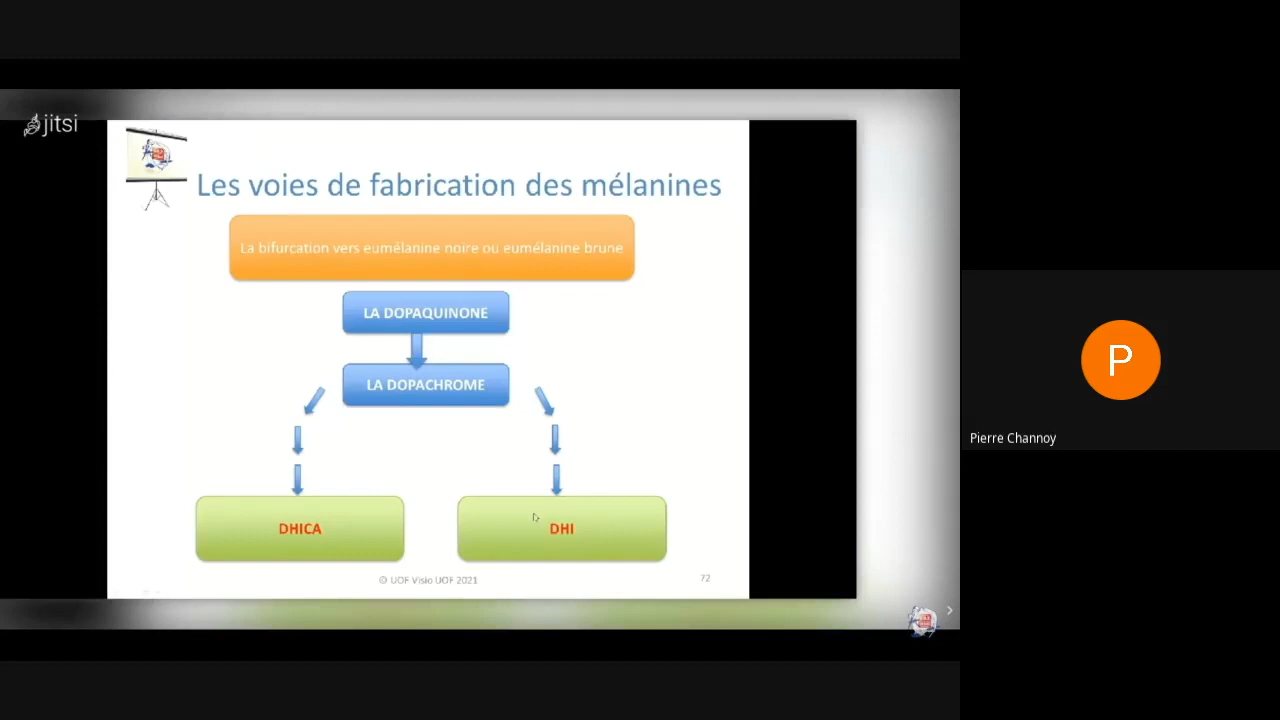 jitsi
Les voies de fabrication des mélanines
La bifurcation vers eumélanine noire ou eumélanine brune
LA DOPAQUINONE
LA DOPACHROME
DHICA
DHI
© UOF Visio UOF 2021
72
P
Pierre Channoy